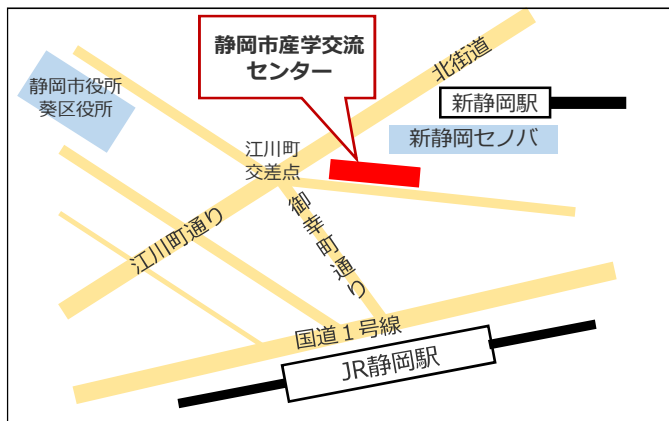 静岡市産学交流
センター
北街道
静岡市役所
葵区役所
新静岡駅
新静岡セノバ
江川町
交差点
江川町通り
御幸町通り
国道１号線
JR静岡駅